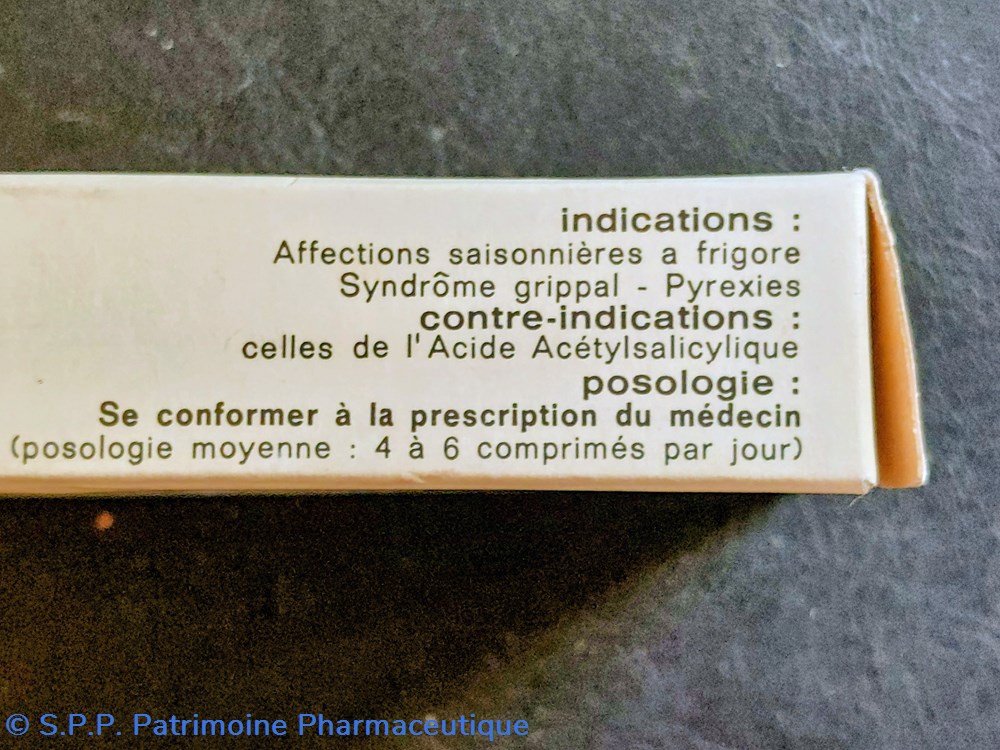 indications :
Affections saisonnières a frigore
Syndrôme grippal - Pyrexies
contre-indications :
celles de l'Acide Acétylsalicylique
posologie :
Se conformer à la prescription du médecin
(posologie moyenne : 4 à 6 comprimés par jour)
© S.P.P. Patrimoine Pharmaceutique